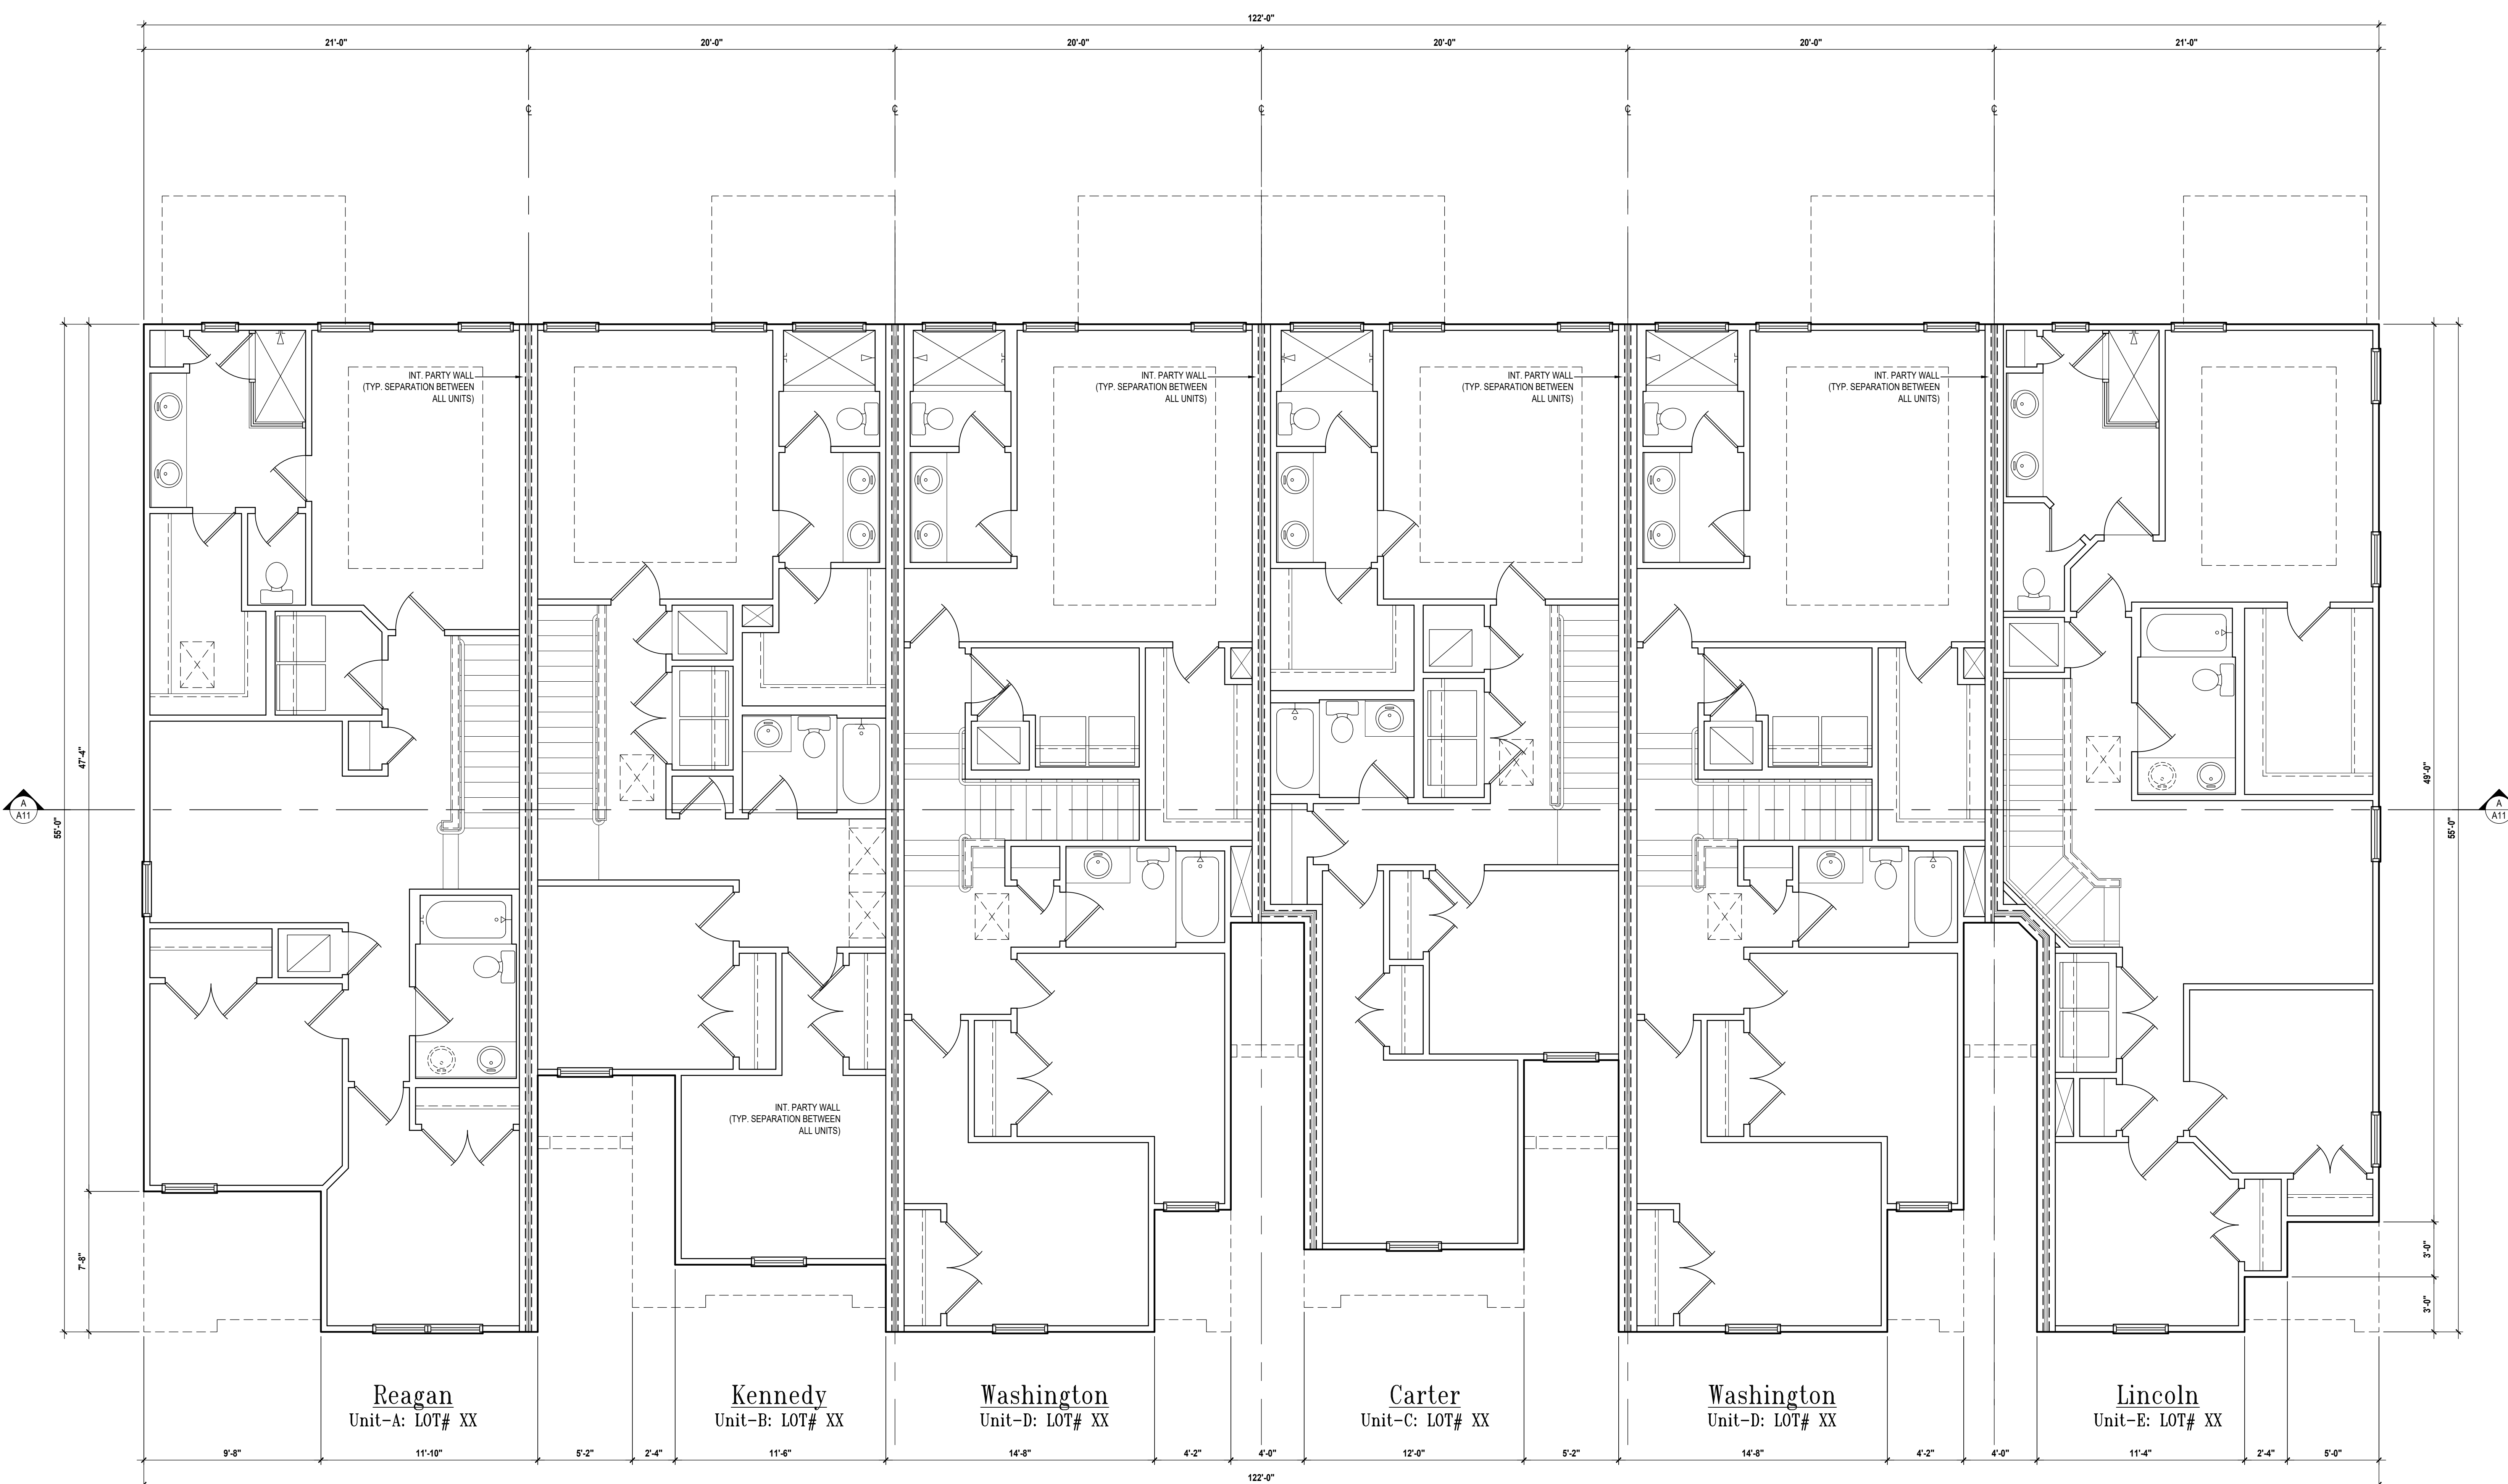 122'-0"
21'-0"
20'-0"
20'-0"
20'-0"
20'-0"
21'-0"
℄
℄
℄
℄
℄
INT. PARTY WALL
(TYP. SEPARATION BETWEEN
ALL UNITS)
INT. PARTY WALL
(TYP. SEPARATION BETWEEN
ALL UNITS)
INT. PARTY WALL
(TYP. SEPARATION BETWEEN
ALL UNITS)
INT. PARTY WALL
(TYP. SEPARATION BETWEEN
ALL UNITS)
47'-4"
49'-0"
A
A11
55'-0"
55'-0"
A
A11
INT. PARTY WALL
(TYP. SEPARATION BETWEEN
ALL UNITS)
7'-8"
3'-0"
3'-0"
Reagan
Unit-A: LOT# XX
Kennedy
Unit-B: LOT# XX
Washington
Unit-D: LOT# XX
Carter
Unit-C: LOT# XX
Washington
Unit-D: LOT# XX
Lincoln
Unit-E: LOT# XX
9'-8"
11'-10"
5'-2"
2'-4"
11'-6"
14'-8"
4'-2"
4'-0"
12'-0"
5'-2"
14'-8"
4'-2"
4'-0"
11'-4"
2'-4"
5'-0"
122'-0"